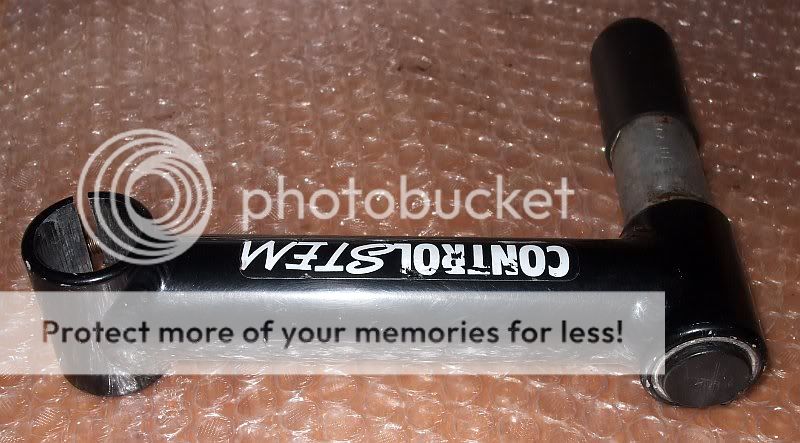 photobucket
CONTROLSTEM
Protect more of your memories for less!